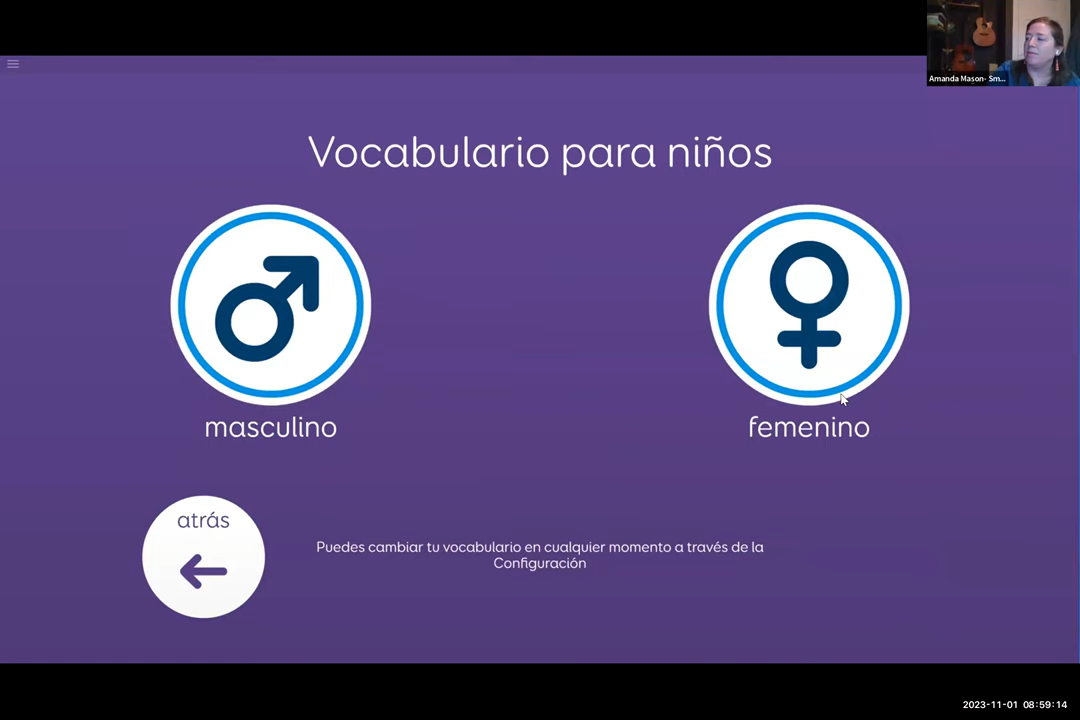 Amanda Mason- Sm...
Vocabulario para niños
masculino
femenino
atrás
Puedes cambiar tu vocabulario en cualquier momento a través de la
Configuración
2023-11-01 08:59:14